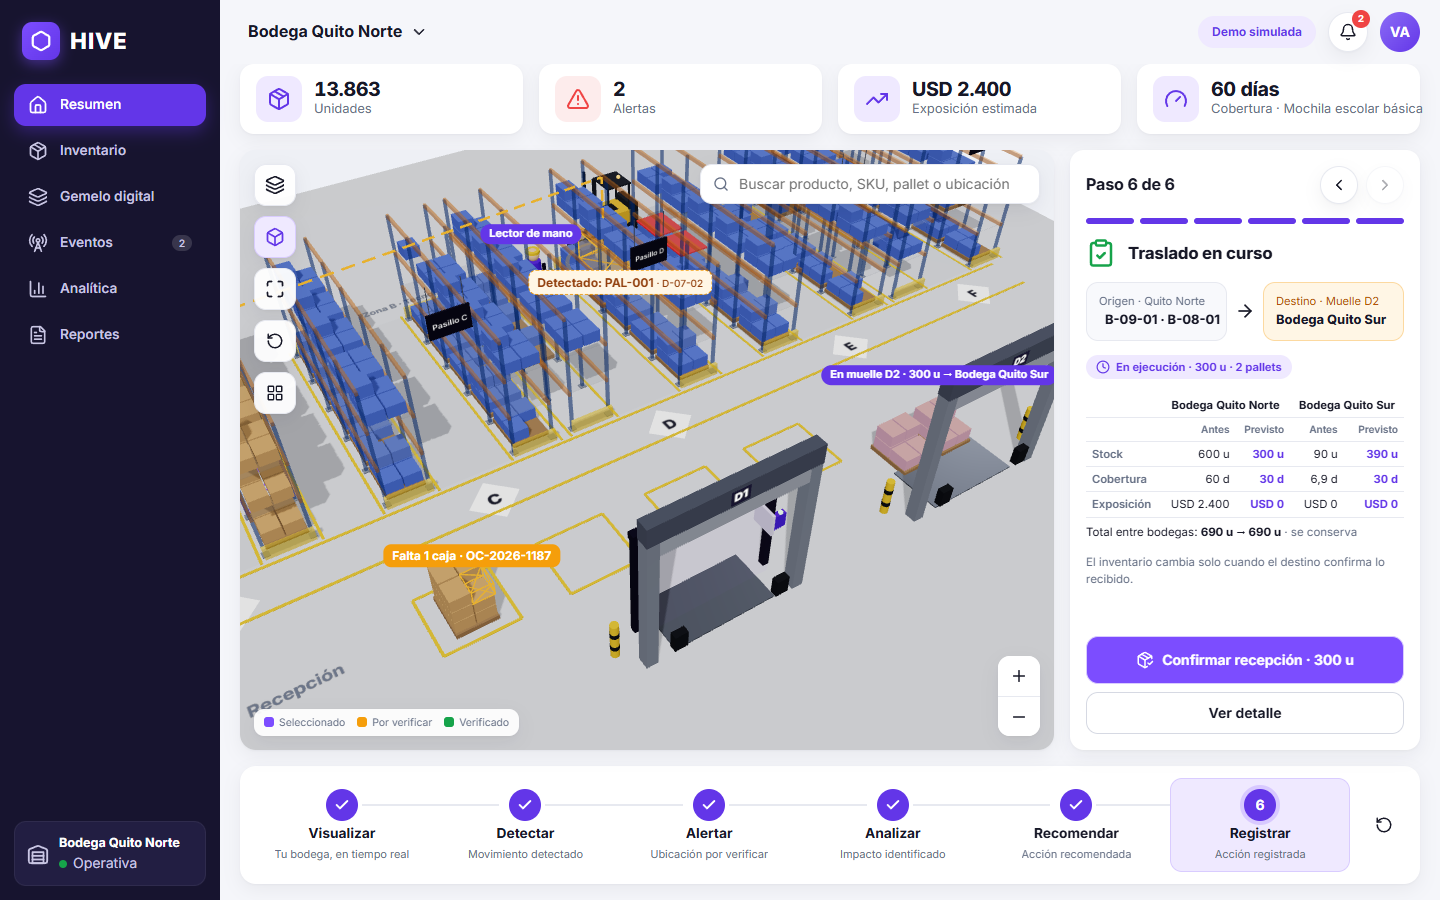 HIVE
Resumen
Inventario
Gemelo digital
Eventos
2
Analítica
Reportes
Bodega Quito Norte
Operativa
Bodega Quito Norte
Demo simulada
2
VA
13.863
Unidades
2
Alertas
USD 2.400
Exposición estimada
60 días
Cobertura · Mochila escolar básica
Buscar producto, SKU, pallet o ubicación
Lector de mano
Pasillo D
Detectado: PAL-001 · D-07-02
Zona B
Pasillo C
F
E
D2
En muelle D2 · 300 u → Bodega Quito Sur
D
C
D1
Falta 1 caja · OC-2026-1187
Recepción
Seleccionado
Por verificar
Verificado
Paso 6 de 6
Traslado en curso
Origen · Quito Norte
B-09-01 · B-08-01
Destino · Muelle D2
Bodega Quito Sur
En ejecución · 300 u · 2 pallets
Bodega Quito Norte Bodega Quito Sur
Antes Previsto Antes Previsto
Stock 600 u 300 u 90 u 390 u
Cobertura 60 d 30 d 6,9 d 30 d
Exposición USD 2.400 USD 0 USD 0 USD 0
Total entre bodegas: 690 u → 690 u · se conserva
El inventario cambia solo cuando el destino confirma lo
recibido.
Confirmar recepción · 300 u
Ver detalle
Visualizar
Tu bodega, en tiempo real
Detectar
Movimiento detectado
Alertar
Ubicación por verificar
Analizar
Impacto identificado
Recomendar
Acción recomendada
6
Registrar
Acción registrada